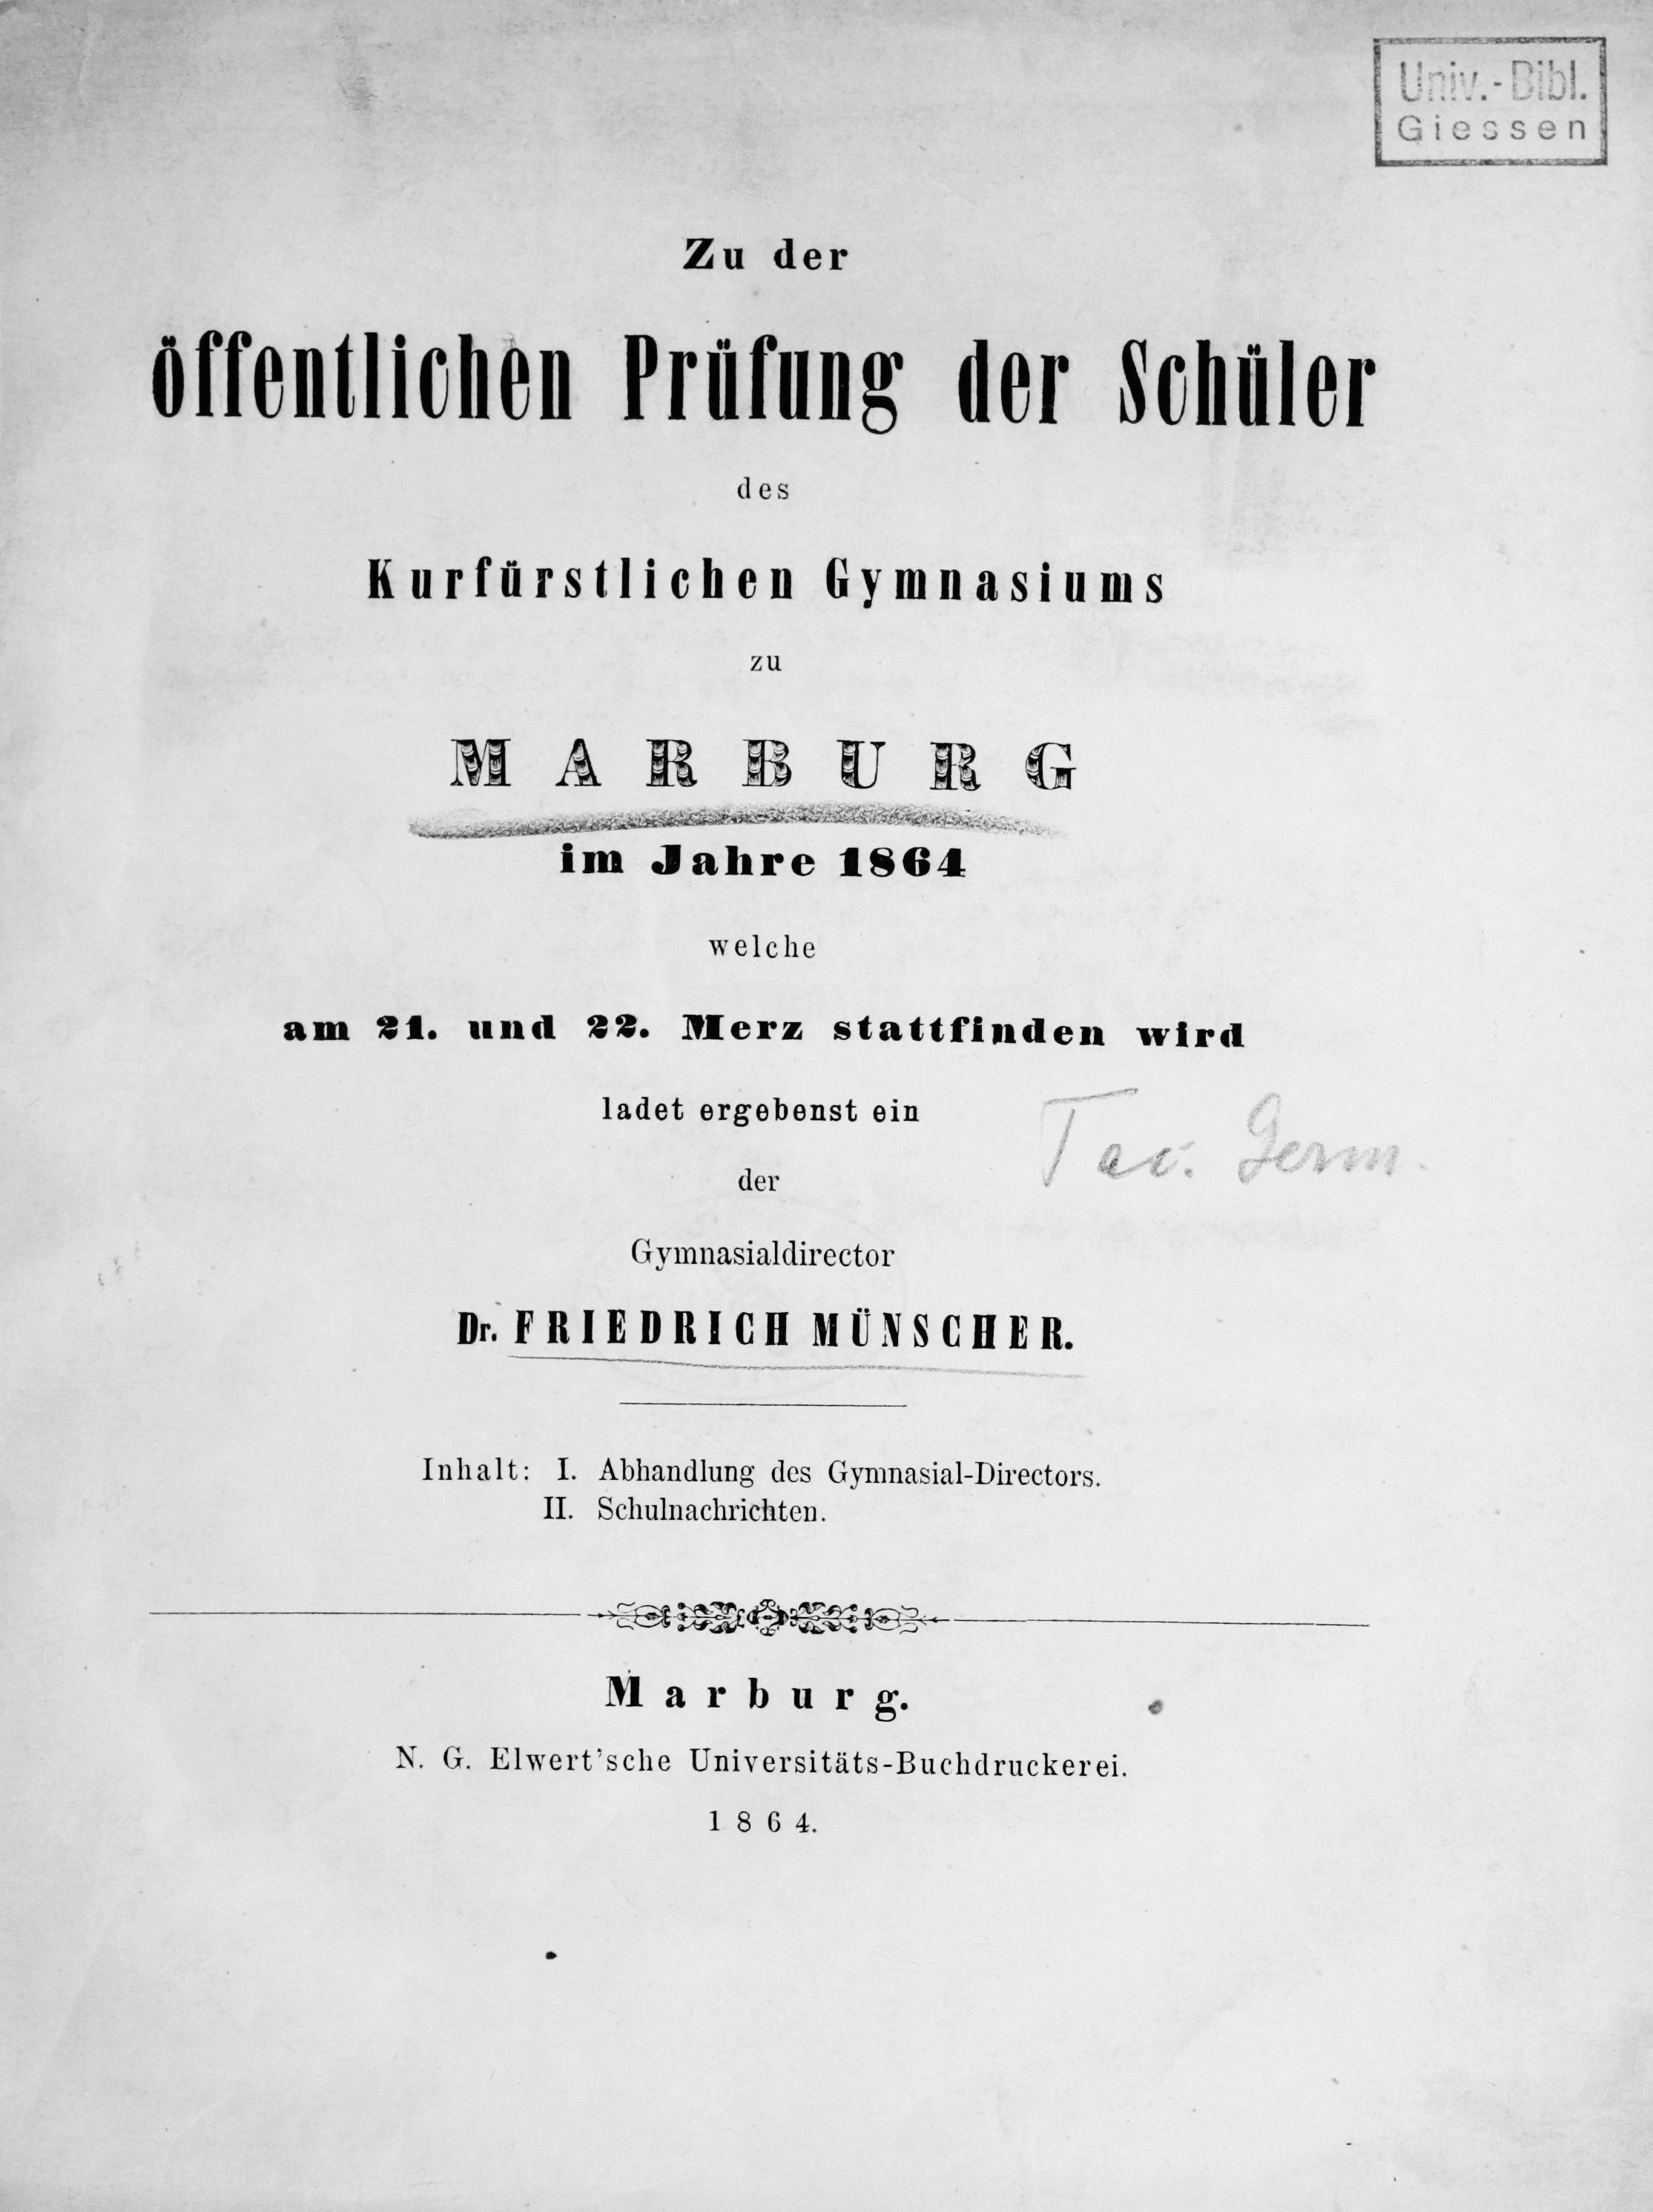 Univ.-Bibl.
Giessen
Zu der
öffentlichen Prüfung der Schüler
des
Kurfürstlichen Gymnasiums
zu
MARBURG
im Jahre 1864
welche
am 21. und 22. Merz stattfinden wird
ladet ergebenst ein
Tac. Germ.
der
Gymnasialdirector
Dr. FRIEDRICH MÜNSCHER.
Inhalt: I. Abhandlung des Gymnasial-Directors.
II. Schulnachrichten.
Marburg.
N. G. Elwert'sche Universitäts-Buchdruckerei.
1864.